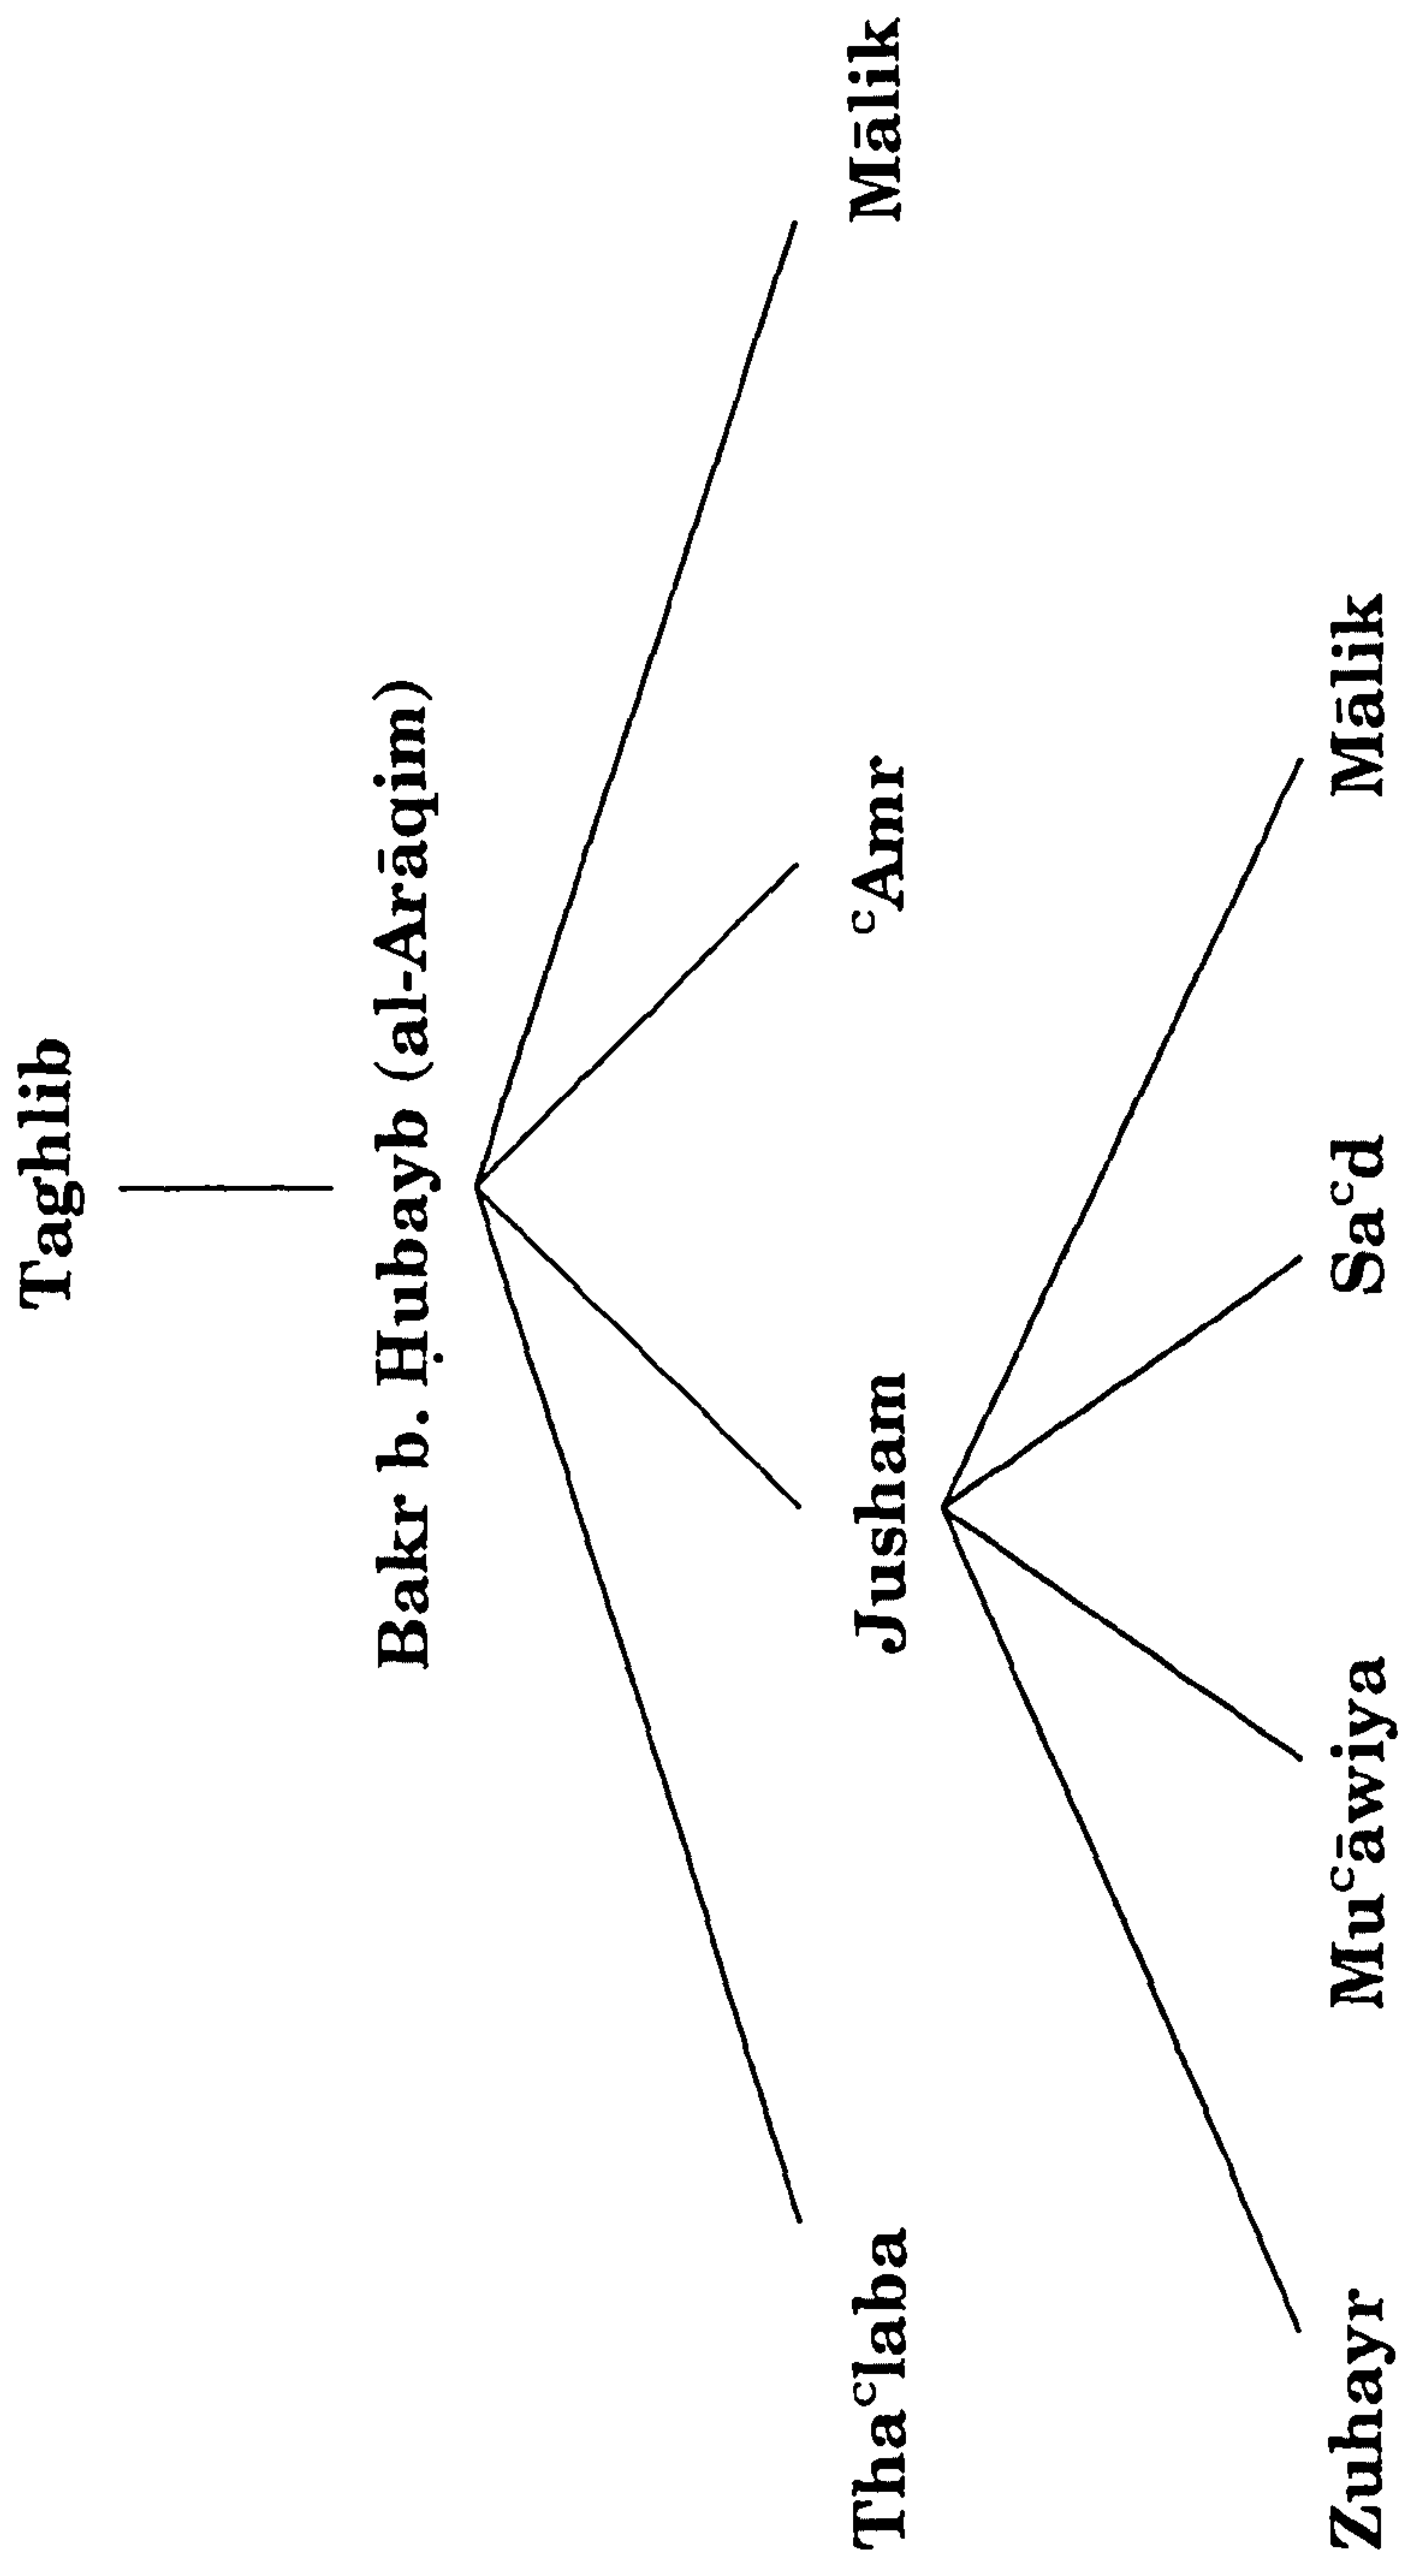 Taghlib
Bakr b. Ḥubayb (al-Arāqim)
Thaᶜlaba Jusham ᶜAmr Mālik
Zuhayr Muᶜāwiya Saᶜd Mālik